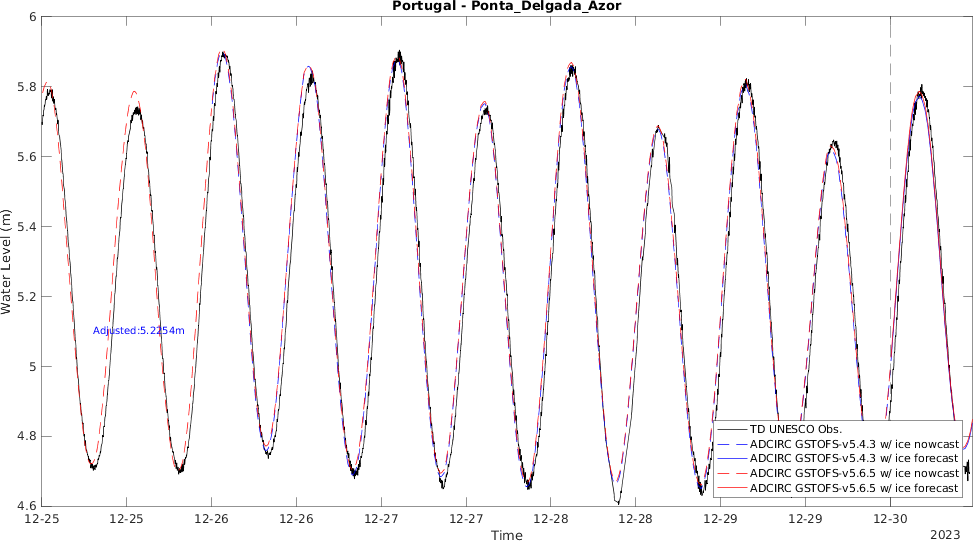 Portugal - Ponta_Delgada_Azor
6
5.8
5.6
5.4
5.2
5
4.8
4.6
Water Level (m)
Adjusted:5.2254m
TD UNESCO Obs.
ADCIRC GSTOFS-v5.4.3 w/ ice nowcast
ADCIRC GSTOFS-v5.4.3 w/ ice forecast
ADCIRC GSTOFS-v5.6.5 w/ ice nowcast
ADCIRC GSTOFS-v5.6.5 w/ ice forecast
12-25 12-25 12-26 12-26 12-27 12-27 12-28 12-28 12-29 12-29 12-30
Time
2023